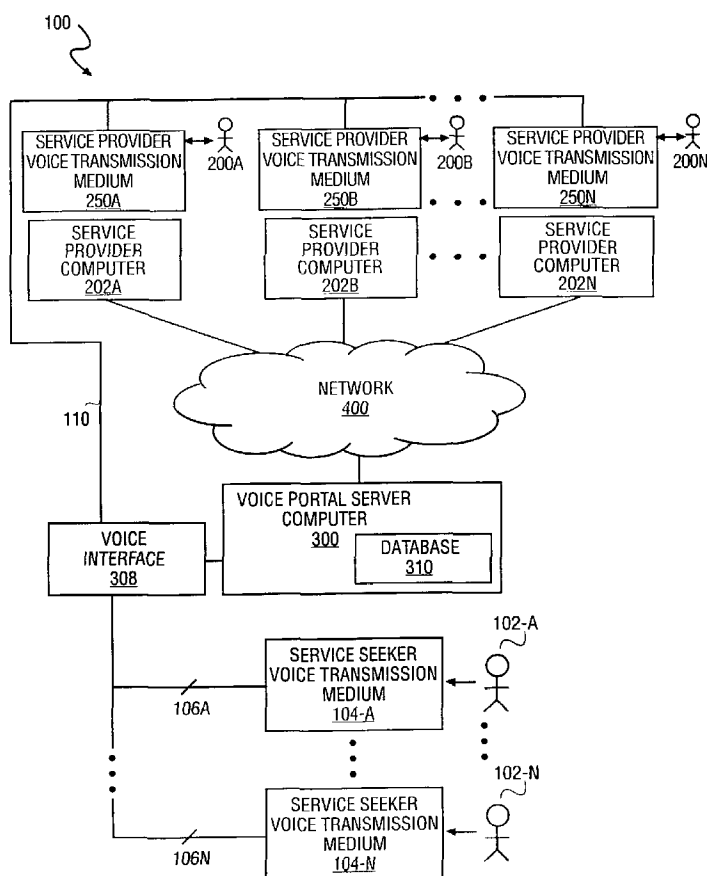 100
SERVICE PROVIDER
VOICE TRANSMISSION
MEDIUM
250A
200A
SERVICE PROVIDER
VOICE TRANSMISSION
MEDIUM
250B
200B
SERVICE PROVIDER
VOICE TRANSMISSION
MEDIUM
250N
200N
SERVICE
PROVIDER
COMPUTER
202A
SERVICE
PROVIDER
COMPUTER
202B
SERVICE
PROVIDER
COMPUTER
202N
NETWORK
400
110
VOICE PORTAL SERVER
COMPUTER
300
DATABASE
310
VOICE
INTERFACE
308
102-A
SERVICE SEEKER
VOICE TRANSMISSION
MEDIUM
104-A
106A
102-N
SERVICE SEEKER
VOICE TRANSMISSION
MEDIUM
104-N
106N